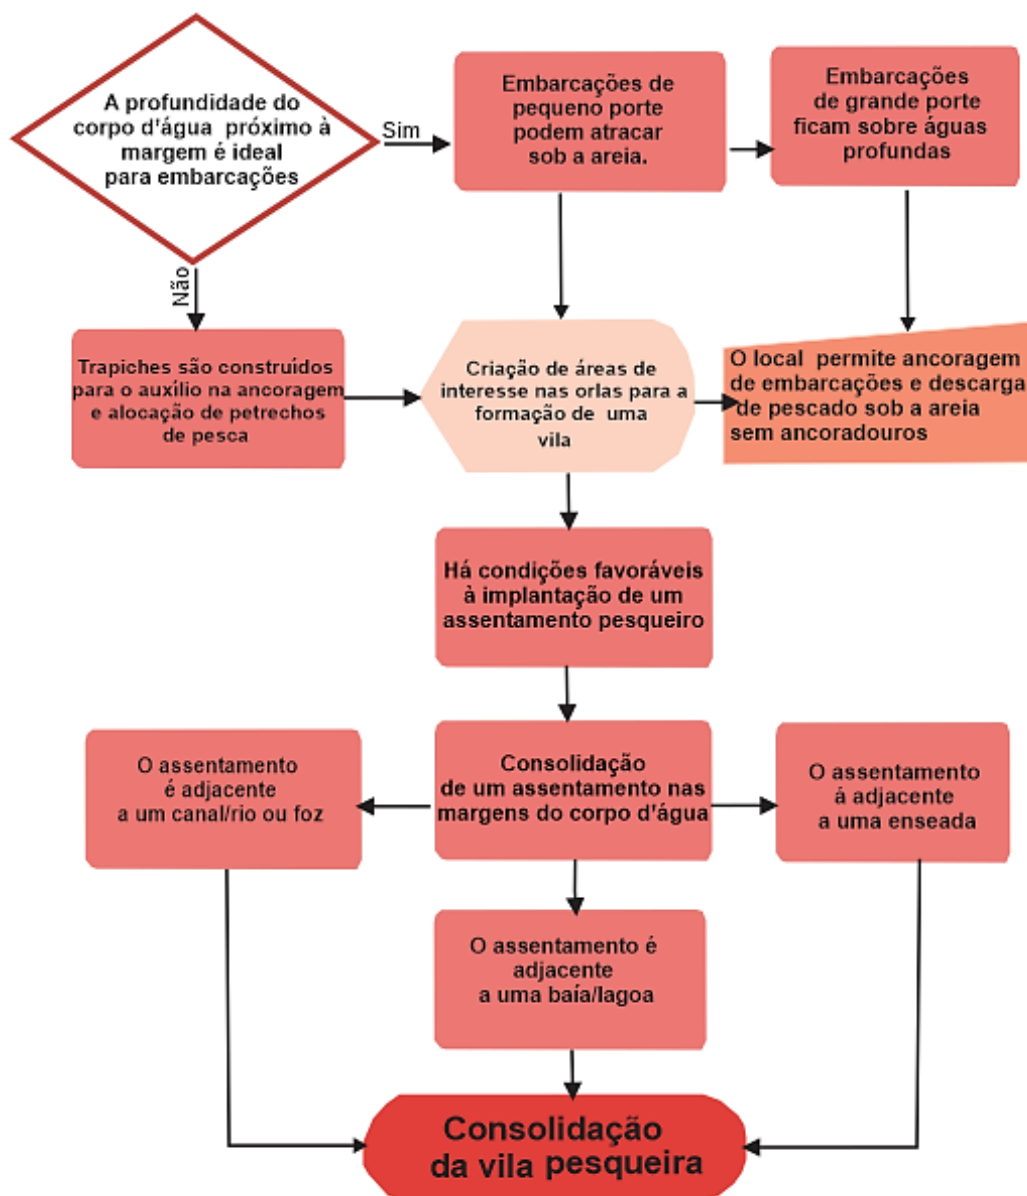 A profundidade do
corpo d'água próximo à
margem é ideal
para embarcações
Sim
Embarcações de
pequeno porte
podem atracar
sob a areia.
Embarcações
de grande porte
ficam sobre águas
profundas
Não
Trapiches são construídos
para o auxílio na ancoragem
e alocação de petrechos
de pesca
Criação de áreas de
interesse nas orlas para a
formação de uma
vila
O local permite ancoragem
de embarcações e descarga
de pescado sob a areia
sem ancoradouros
Há condições favoráveis
à implantação de um
assentamento pesqueiro
O assentamento
é adjacente
a um canal/rio ou foz
Consolidação
de um assentamento nas
margens do corpo d'água
O assentamento
á adjacente
a uma enseada
O assentamento é
adjacente
a uma baía/lagoa
Consolidação
da vila pesqueira